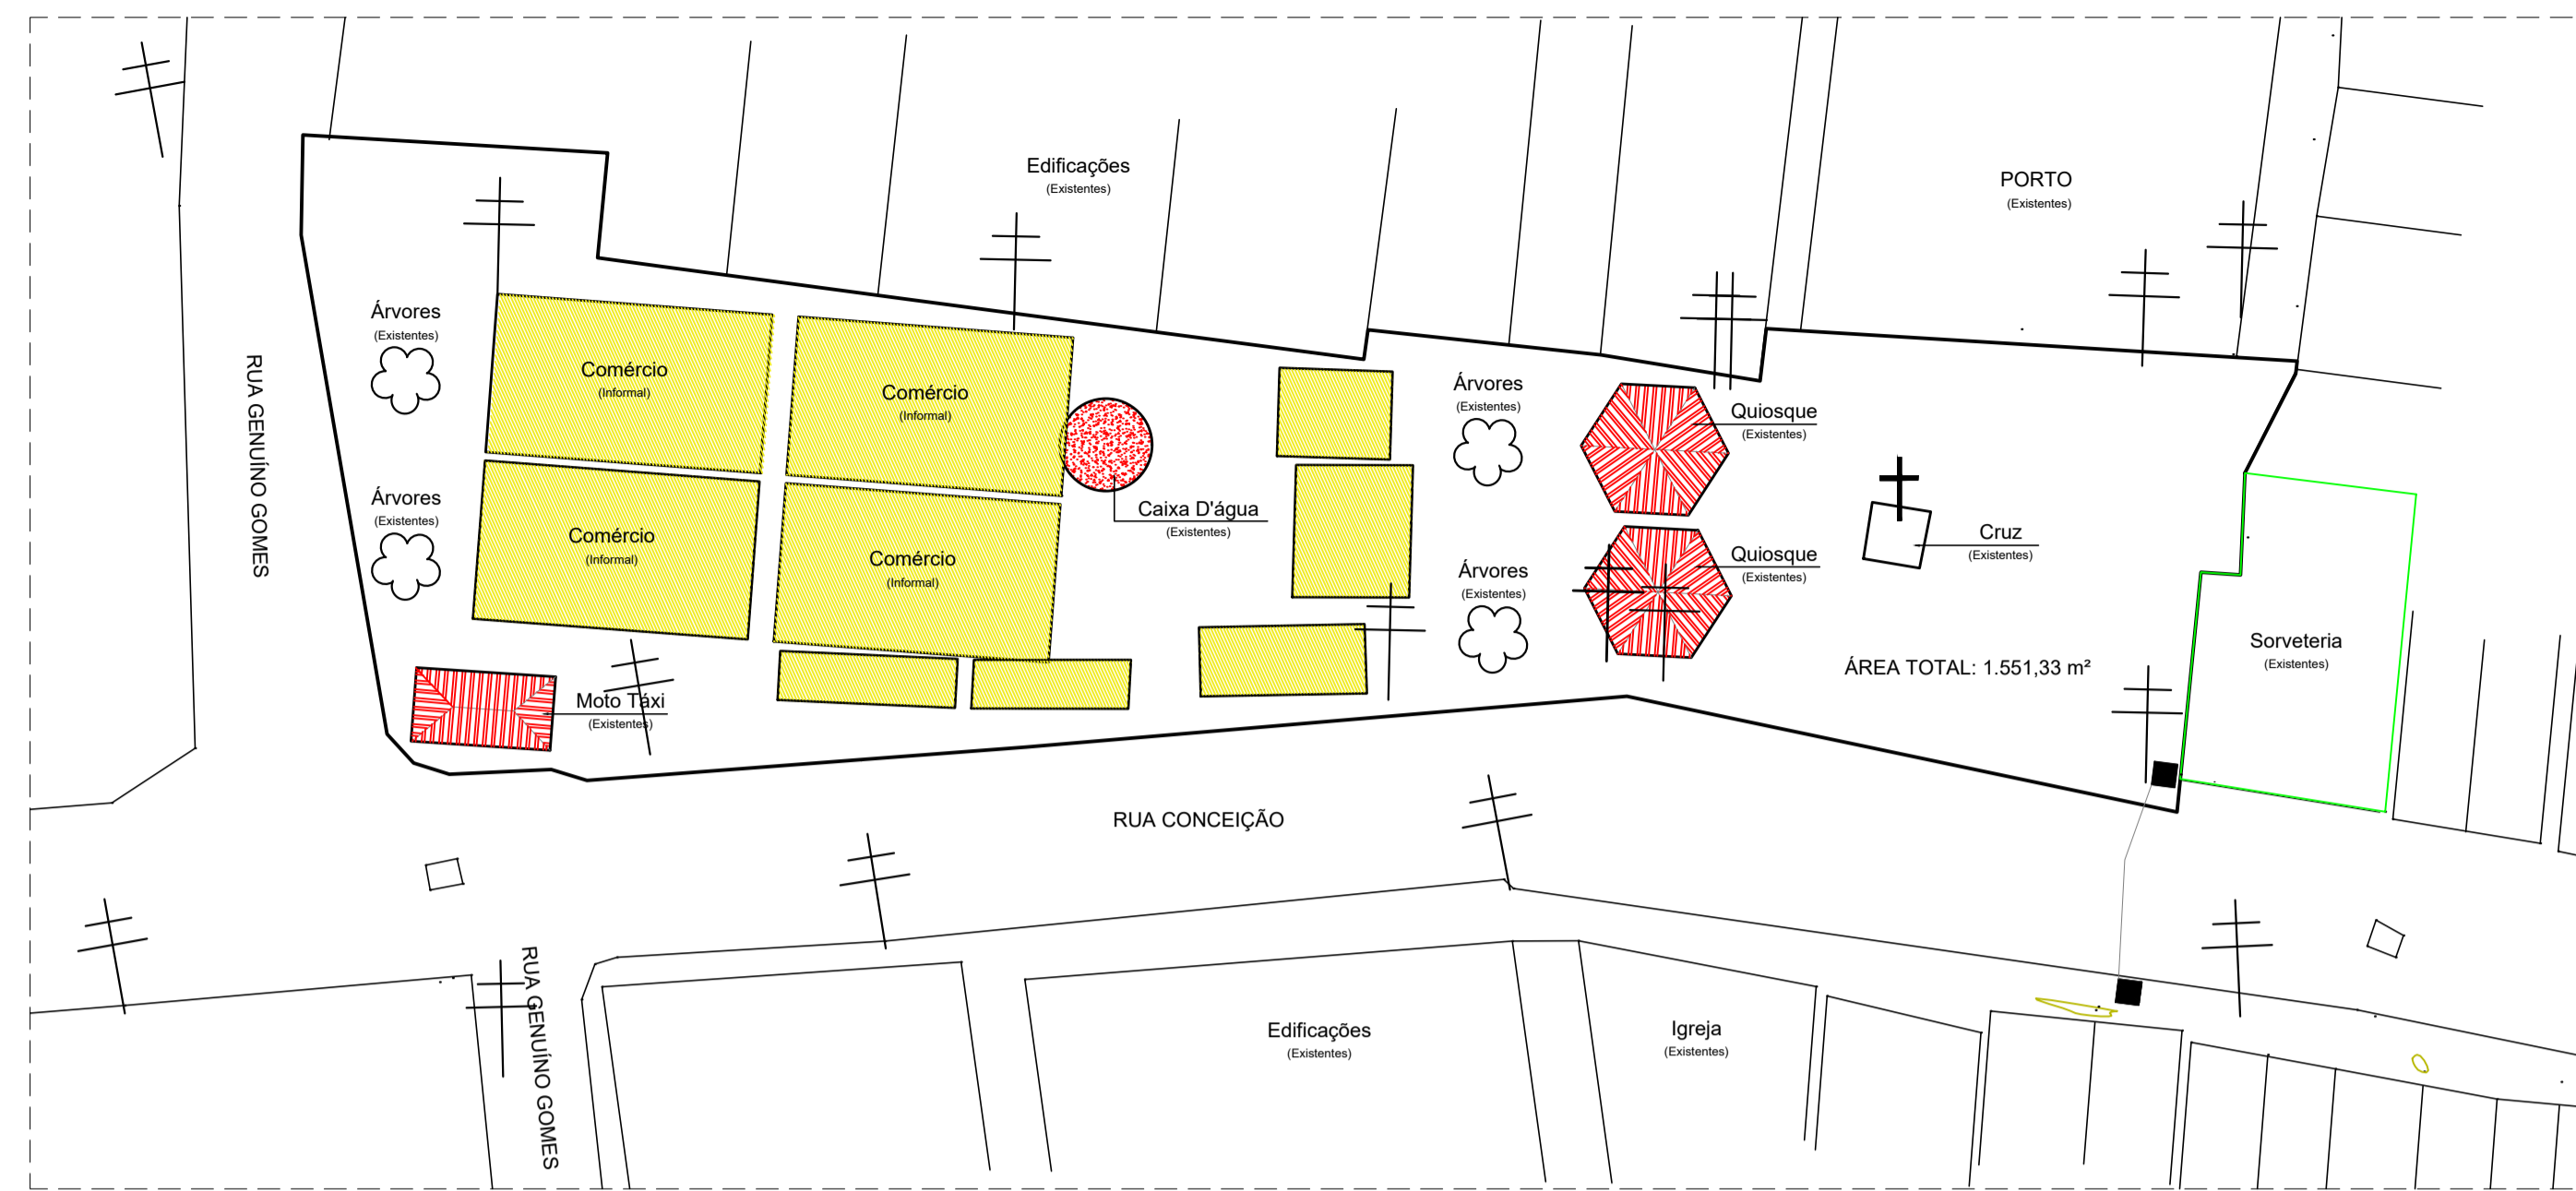 Edificações
(Existentes)
PORTO
(Existentes)
Árvores
(Existentes)
RUA GENUÍNO GOMES
Comércio
(Informal)
Comércio
(Informal)
Árvores
(Existentes)
Quiosque
(Existentes)
Árvores
(Existentes)
Comércio
(Informal)
Comércio
(Informal)
Caixa D'água
(Existentes)
Cruz
(Existentes)
Árvores
(Existentes)
Quiosque
(Existentes)
Sorveteria
(Existentes)
ÁREA TOTAL: 1.551,33 m²
Moto Táxi
(Existentes)
RUA CONCEIÇÃO
RUA GENUÍNO GOMES
Edificações
(Existentes)
Igreja
(Existentes)